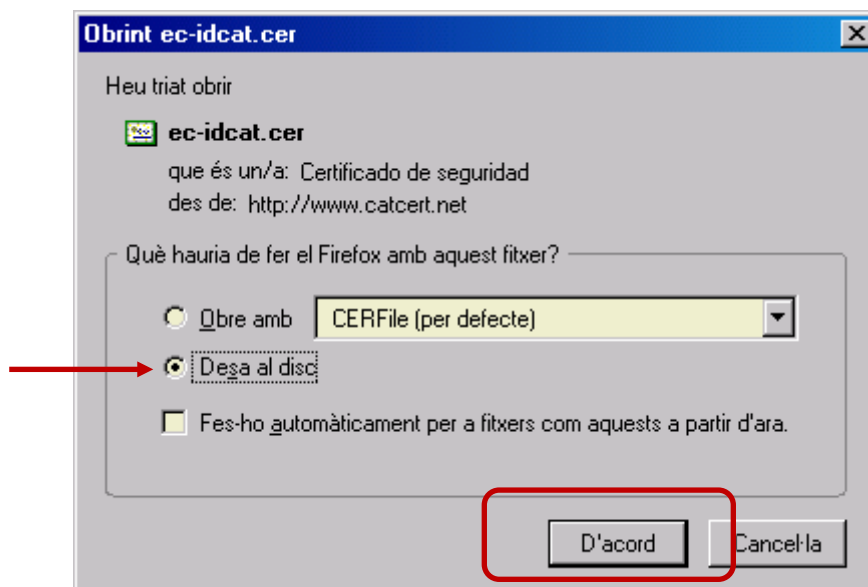 Obrint ec-idcat.cer
Heu triat obrir
ec-idcat.cer
que és un/a: Certificado de seguridad
des de: http://www.catcert.net
Què hauria de fer el Firefox amb aquest fitxer?
Obre amb CERFile (per defecte)
Desa al disc
Fes-ho automàticament per a fitxers com aquests a partir d'ara.
D'acord Cancel·la